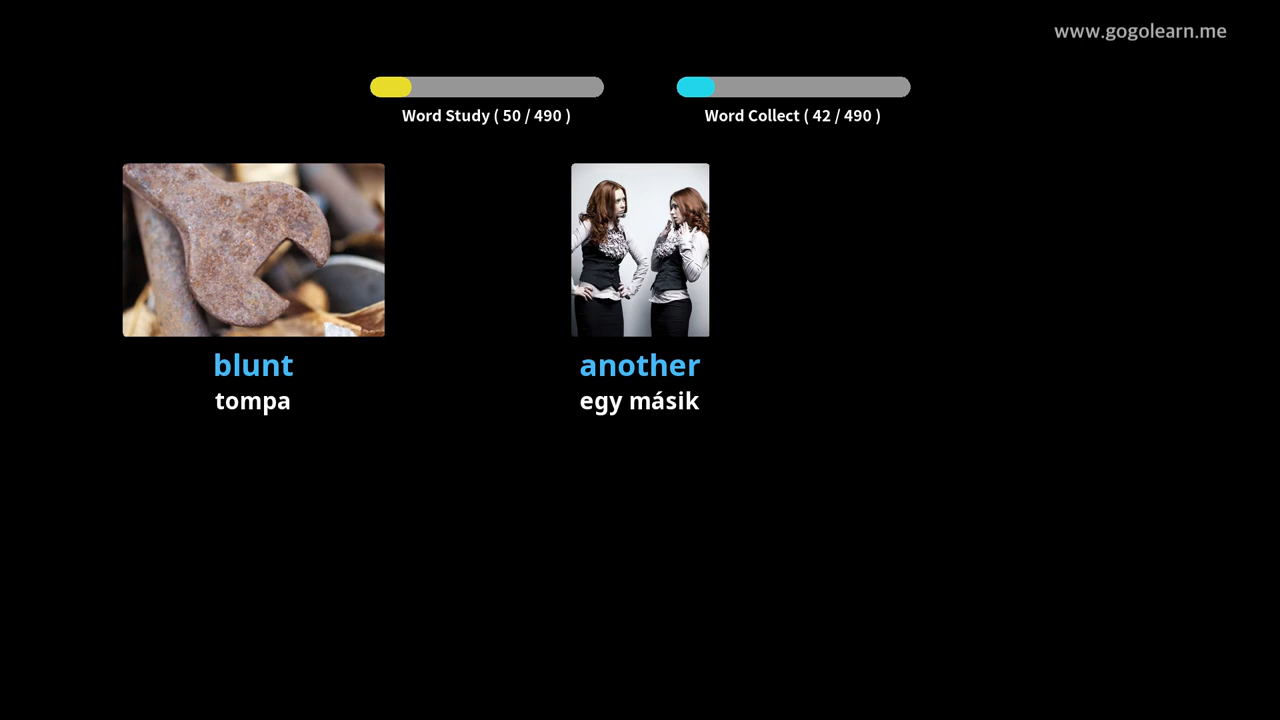 www.gogolearn.me
Word Study ( 50 / 490 )
Word Collect ( 42 / 490 )
blunt
tompa
another
egy másik